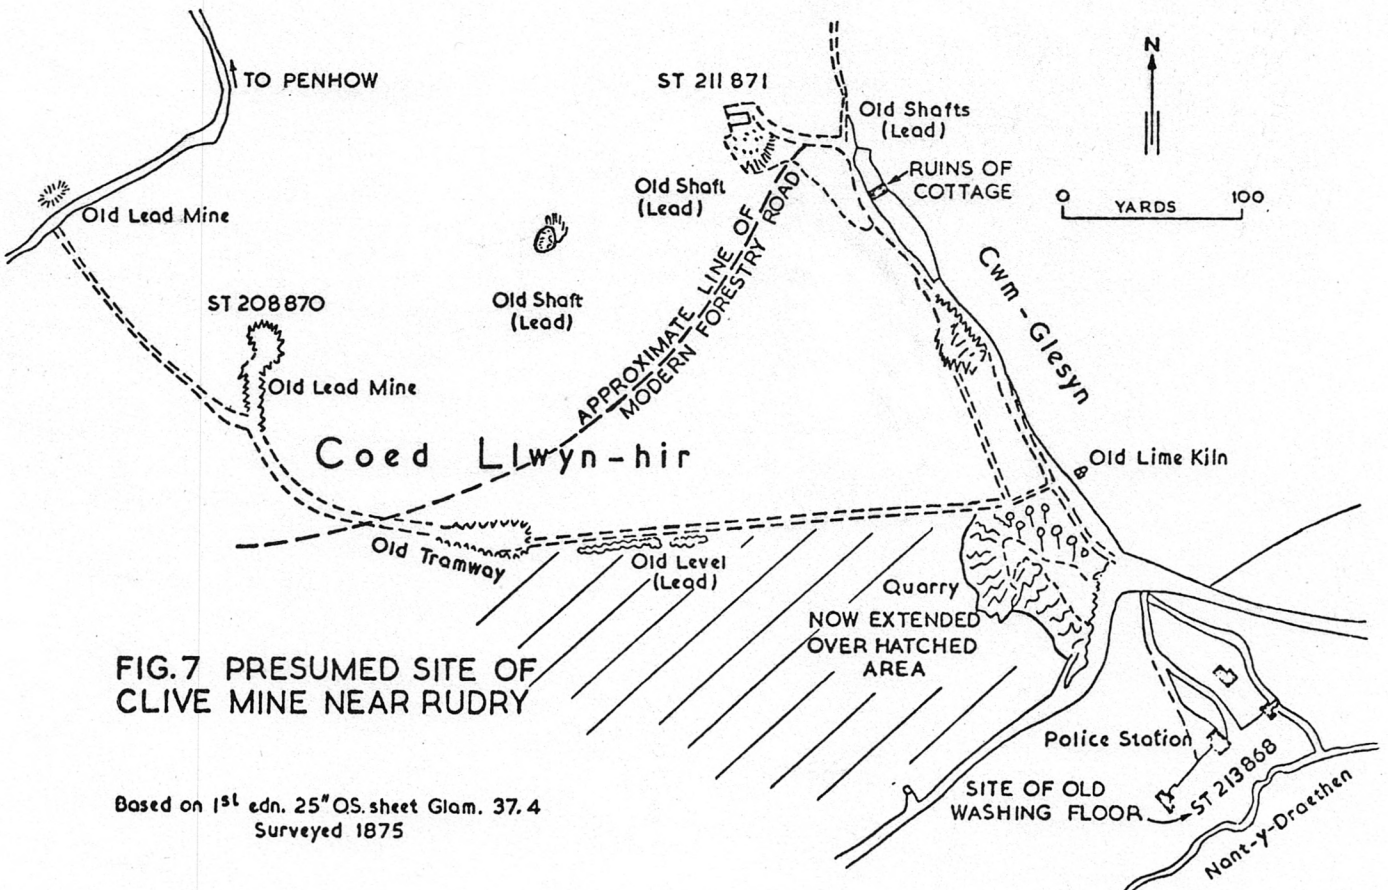 TO PENHOW
ST 211 871
Old Shafts
(Lead)
N
RUINS OF
COTTAGE
0 YARDS 100
Old Lead Mine
Old Shaft
(Lead)
APPROXIMATE LINE OF
MODERN FORESTRY ROAD
Cwm-Glesyn
Old Shaft
(Lead)
ST 208 870
Old Lead Mine
Coed Llwyn-hir
Old Lime Kiln
Old Tramway
Old Level
(Lead)
Quarry
NOW EXTENDED
OVER HATCHED
AREA
FIG.7 PRESUMED SITE OF
CLIVE MINE NEAR RUDRY
Police Station
SITE OF OLD
WASHING FLOOR
ST 213 868
Nant-y-Draethen
Based on 1st edn. 25" O.S. sheet Glam. 37.4
Surveyed 1875